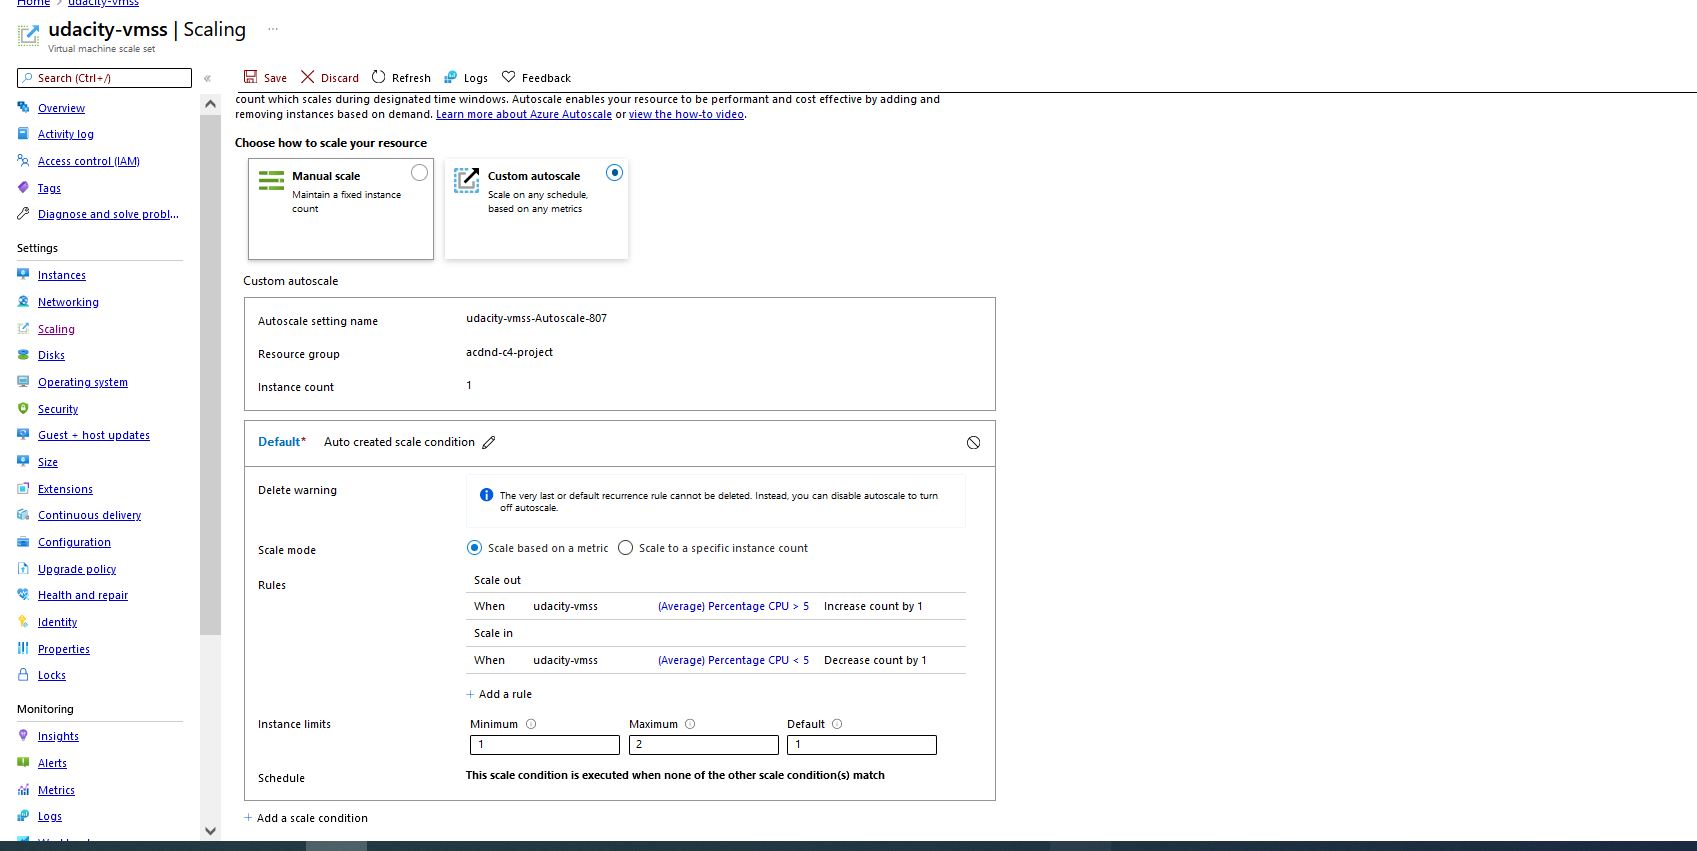 Home > udacity-vmss
udacity-vmss | Scaling ...
Virtual machine scale set
Search (Ctrl+/)
«
Save Discard Refresh Logs Feedback
Overview
Activity log
Access control (IAM)
Tags
Diagnose and solve probl...
Settings
Instances
Networking
Scaling
Disks
Operating system
Security
Guest + host updates
Size
Extensions
Continuous delivery
Configuration
Upgrade policy
Health and repair
Identity
Properties
Locks
Monitoring
Insights
Alerts
Metrics
Logs
count which scales during designated time windows. Autoscale enables your resource to be performant and cost effective by adding and
removing instances based on demand. Learn more about Azure Autoscale or view the how-to video.
Choose how to scale your resource
Manual scale
Maintain a fixed instance
count
Custom autoscale
Scale on any schedule,
based on any metrics
Custom autoscale
Autoscale setting name udacity-vmss-Autoscale-807
Resource group acdnd-c4-project
Instance count 1
Default* Auto created scale condition
Delete warning
The very last or default recurrence rule cannot be deleted. Instead, you can disable autoscale to turn
off autoscale.
Scale mode Scale based on a metric Scale to a specific instance count
Rules
Scale out
When udacity-vmss (Average) Percentage CPU > 5 Increase count by 1
Scale in
When udacity-vmss (Average) Percentage CPU < 5 Decrease count by 1
+ Add a rule
Instance limits
Minimum Maximum Default
1 2 1
Schedule This scale condition is executed when none of the other scale condition(s) match
+ Add a scale condition